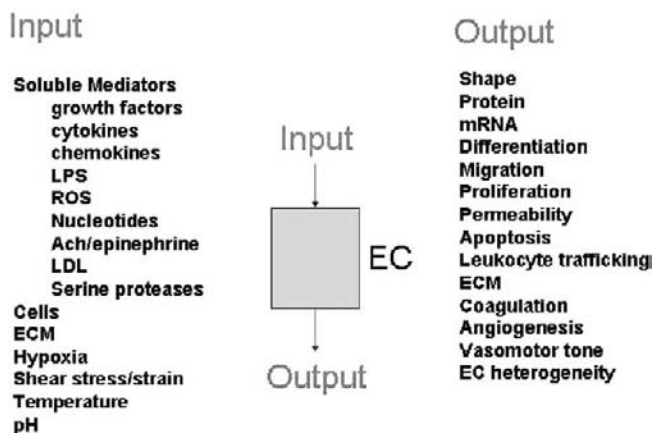 Input
Soluble Mediators
growth factors
cytokines
chemokines
LPS
ROS
Nucleotides
Ach/epinephrine
LDL
Serine proteases
Cells
ECM
Hypoxia
Shear stress/strain
Temperature
pH
Input
EC
Output
Output
Shape
Protein
mRNA
Differentiation
Migration
Proliferation
Permeability
Apoptosis
Leukocyte trafficking
ECM
Coagulation
Angiogenesis
Vasomotor tone
EC heterogeneity